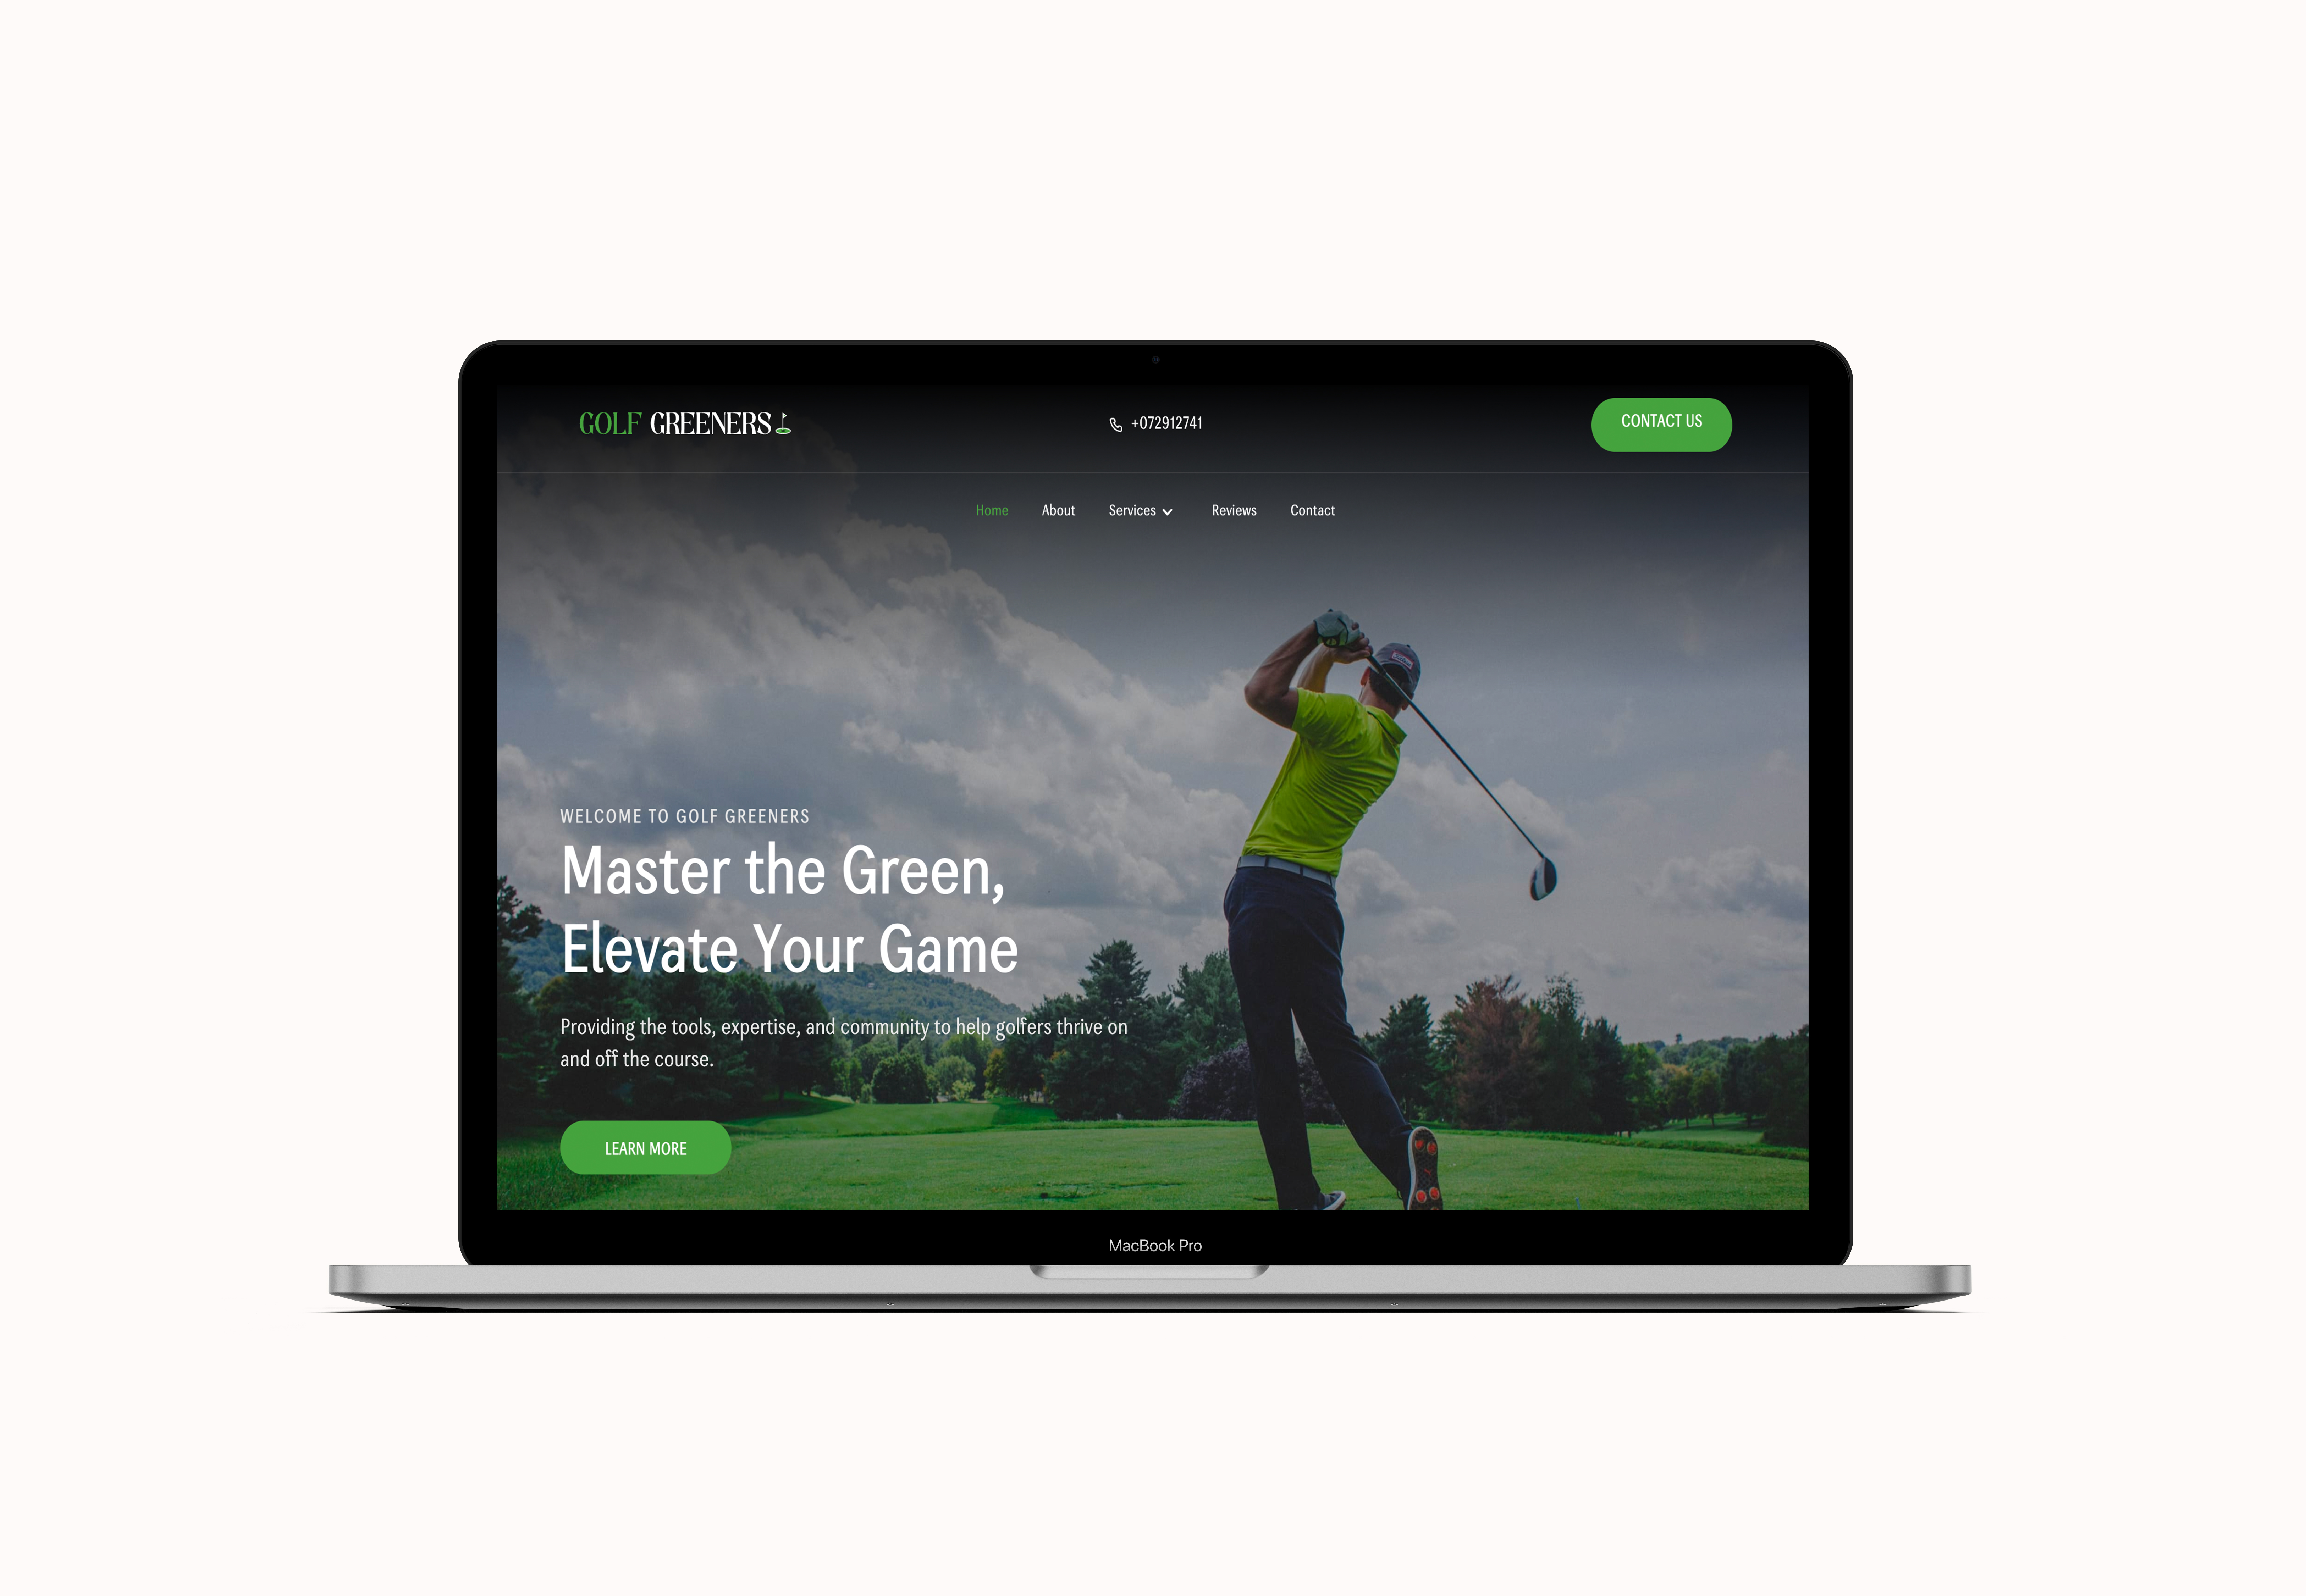 GOLF GREENERS
+072912741
CONTACT US
Home About Services Reviews Contact
WELCOME TO GOLF GREENERS
Master the Green,
Elevate Your Game
Providing the tools, expertise, and community to help golfers thrive on
and off the course.
LEARN MORE
MacBook Pro